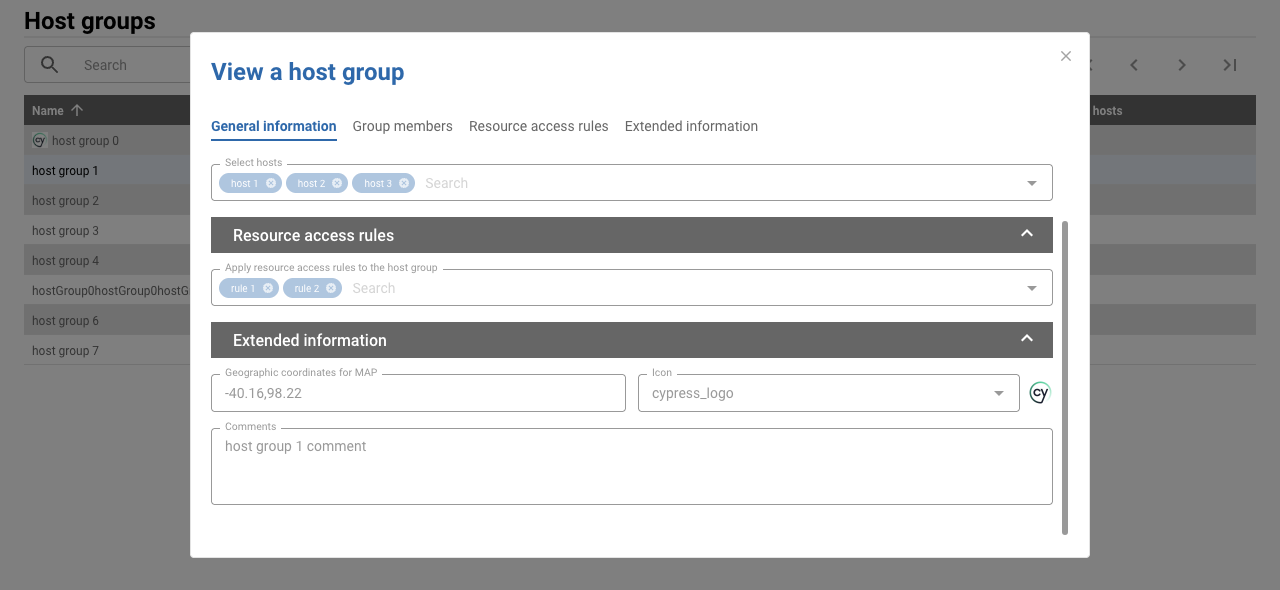 Host groups
Search
Name
hosts
host group 0
host group 1
host group 2
host group 3
host group 4
hostGroup0hostGroup0hostG
host group 6
host group 7
View a host group
General information Group members Resource access rules Extended information
Select hosts
host 1 host 2 host 3 Search
Resource access rules
Apply resource access rules to the host group
rule 1 rule 2 Search
Extended information
Geographic coordinates for MAP Icon
-40.16,98.22 cypress_logo cy
Comments
host group 1 comment